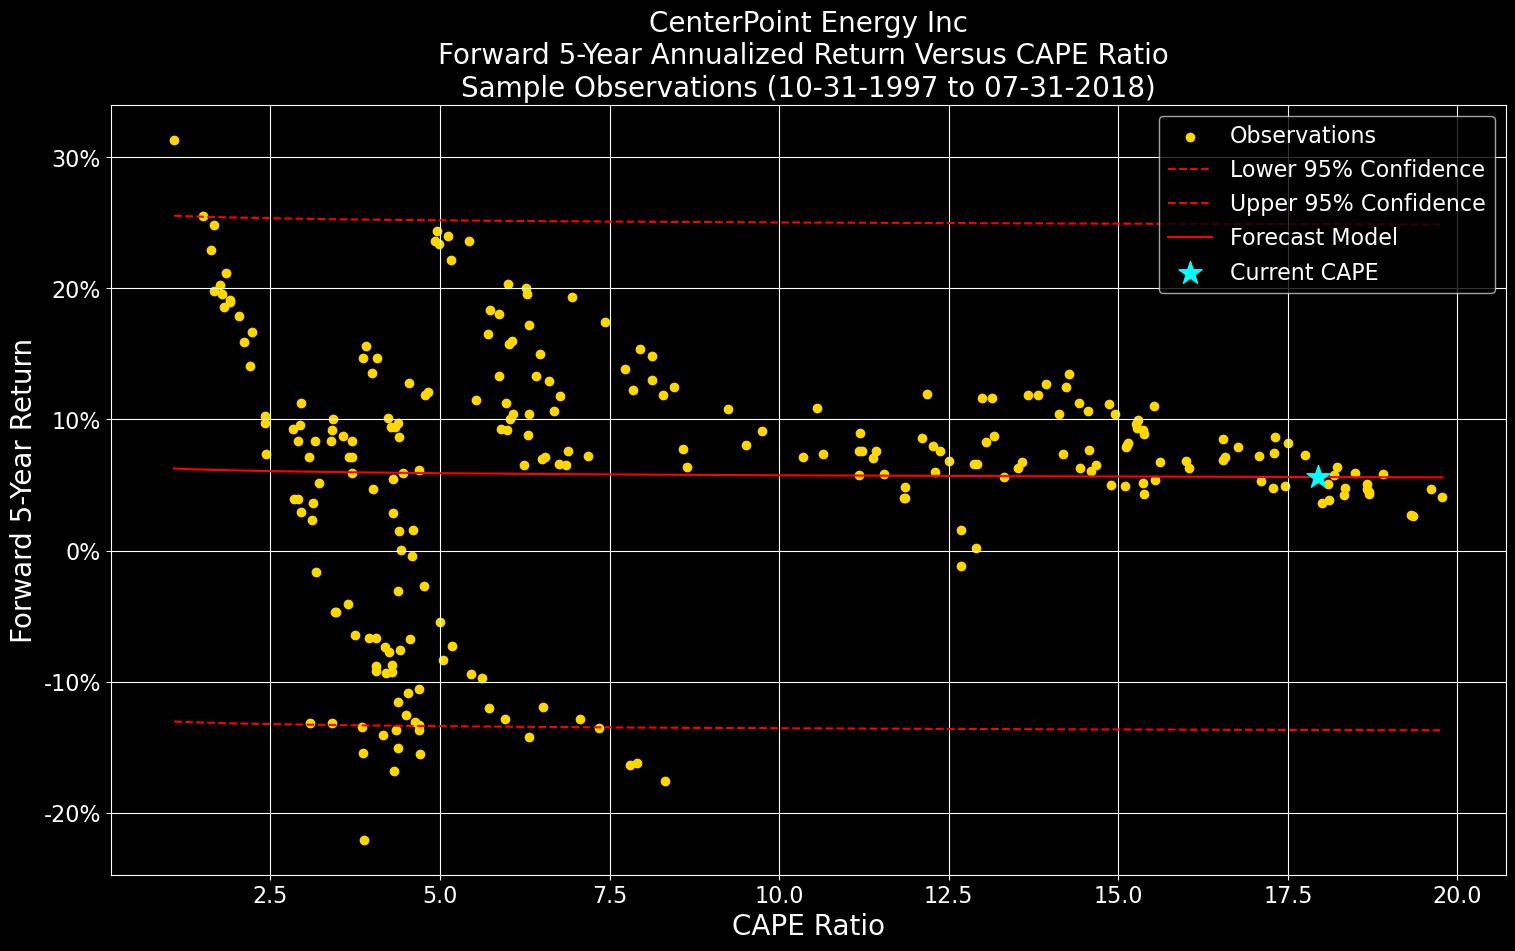 CenterPoint Energy Inc
Forward 5-Year Annualized Return Versus CAPE Ratio
Sample Observations (10-31-1997 to 07-31-2018)
Observations
Lower 95% Confidence
Upper 95% Confidence
Forecast Model
Current CAPE
Forward 5-Year Return
30%
20%
10%
0%
-10%
-20%
2.5 5.0 7.5 10.0 12.5 15.0 17.5 20.0
CAPE Ratio